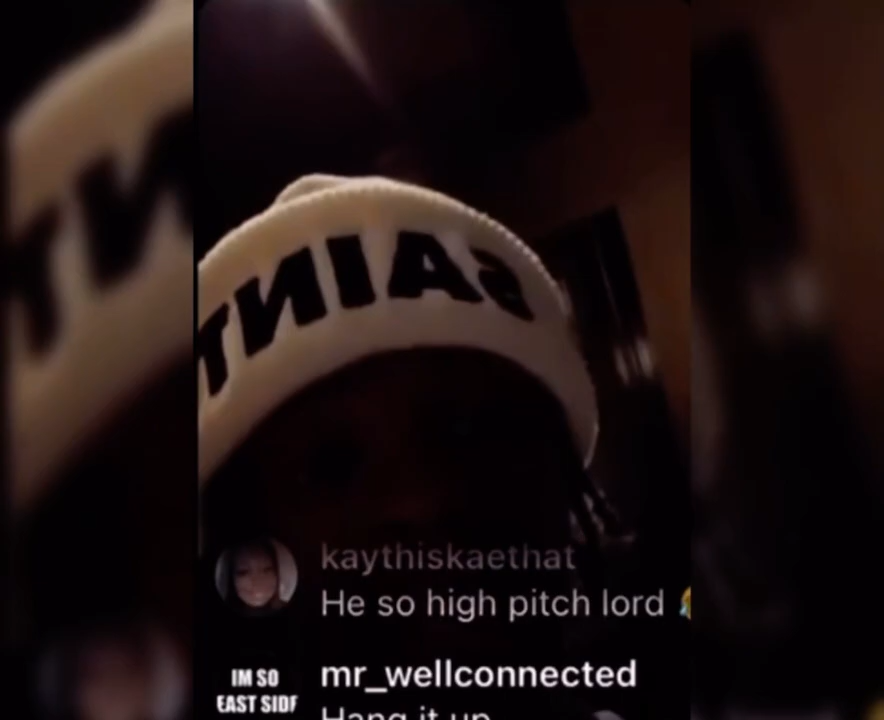 SAINT
kaythiskaethat
He so high pitch lord 😭
mr_wellconnected
IM SO
EAST SIDE
Hang it up